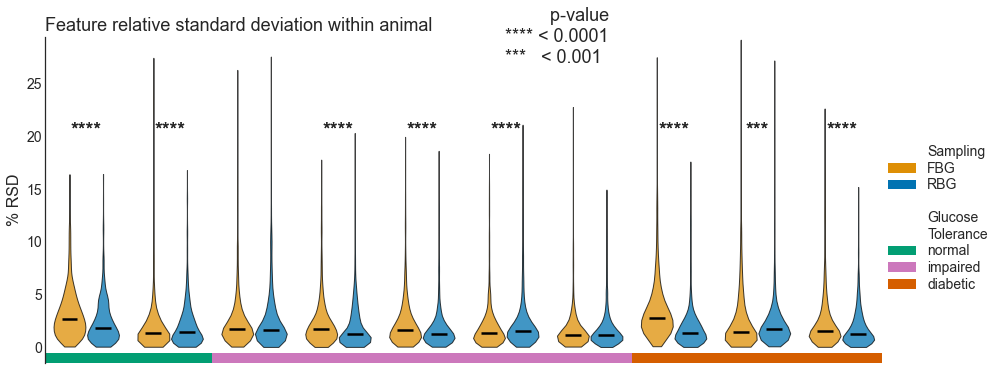 Feature relative standard deviation within animal
p-value
**** < 0.0001
*** < 0.001
% RSD
25
20
15
10
5
0
**** **** **** **** **** **** *** ****
Sampling
FBG
RBG
Glucose
Tolerance
normal
impaired
diabetic